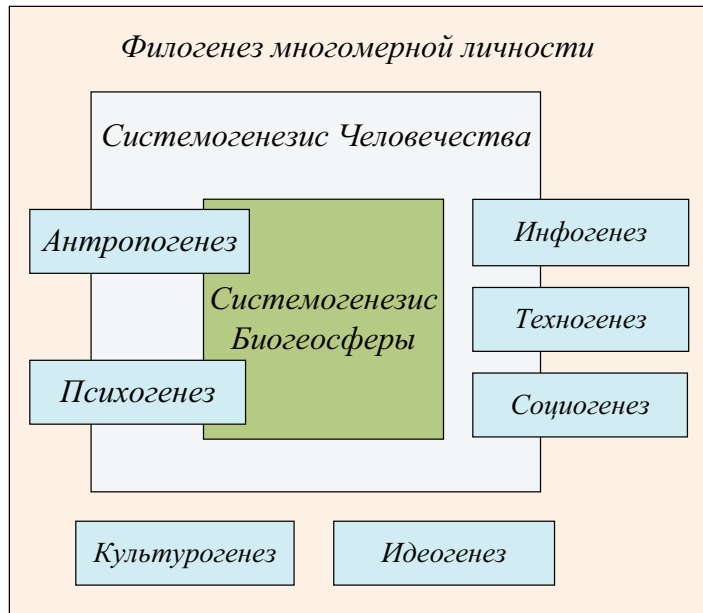 Филогенез многомерной личности
Системогенезис Человечества
Антропогенез
Инфогенез
Системогенезис
Биогеосферы
Техногенез
Психогенез
Социогенез
Культурогенез
Идеогенез